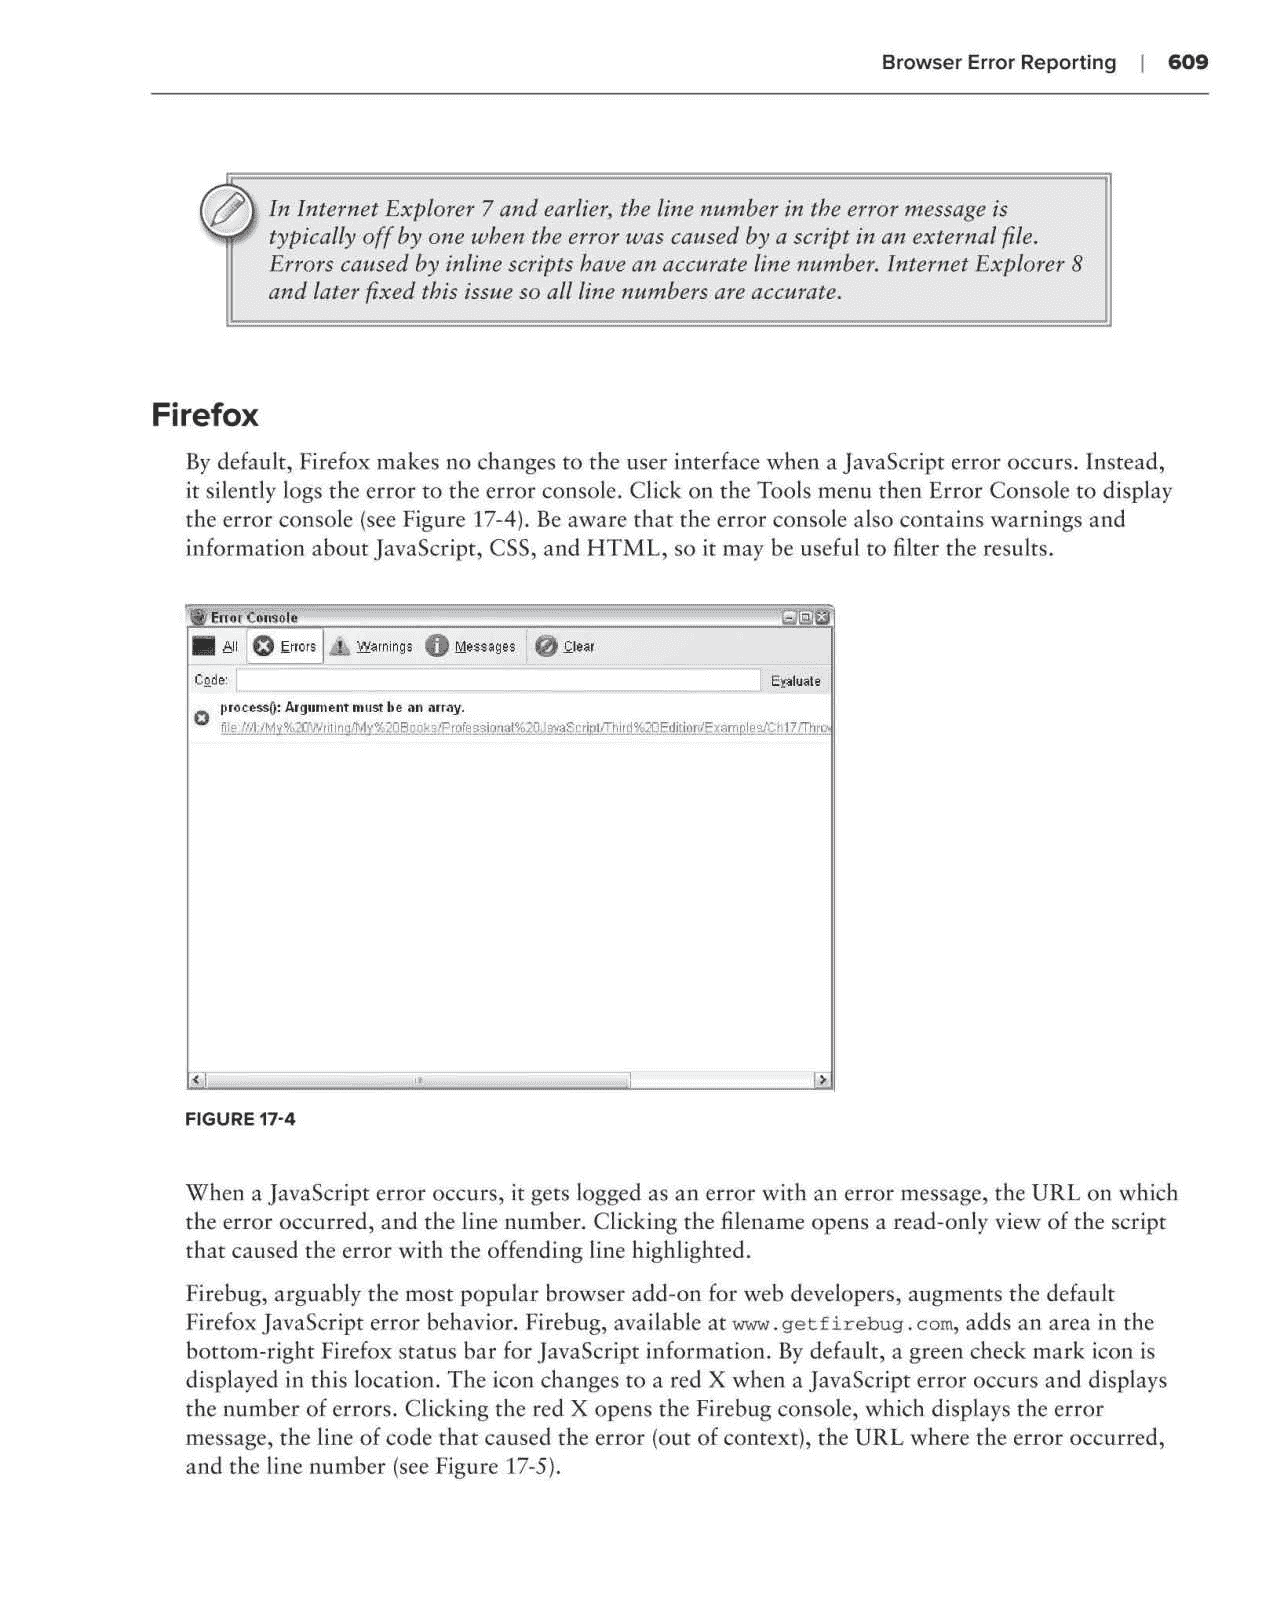 Browser Error Reporting | 609
In Internet Explorer 7 and earlier, the line number in the error message is
typically off by one when the error was caused by a script in an external file.
Errors caused by inline scripts have an accurate line number. Internet Explorer 8
and later fixed this issue so all line numbers are accurate.
Firefox
By default, Firefox makes no changes to the user interface when a JavaScript error occurs. Instead,
it silently logs the error to the error console. Click on the Tools menu then Error Console to display
the error console (see Figure 17-4). Be aware that the error console also contains warnings and
information about JavaScript, CSS, and HTML, so it may be useful to filter the results.
Error Console
All Errors Warnings Messages Clear
Code: Evaluate
process(): Argument must be an array.
file:///I:/My%20Writing/My%20Books/Professional%20JavaScript/Third%20Edition/Examples/Ch17/Throw
FIGURE 17-4
When a JavaScript error occurs, it gets logged as an error with an error message, the URL on which
the error occurred, and the line number. Clicking the filename opens a read-only view of the script
that caused the error with the offending line highlighted.
Firebug, arguably the most popular browser add-on for web developers, augments the default
Firefox JavaScript error behavior. Firebug, available at www.getfirebug.com, adds an area in the
bottom-right Firefox status bar for JavaScript information. By default, a green check mark icon is
displayed in this location. The icon changes to a red X when a JavaScript error occurs and displays
the number of errors. Clicking the red X opens the Firebug console, which displays the error
message, the line of code that caused the error (out of context), the URL where the error occurred,
and the line number (see Figure 17-5).